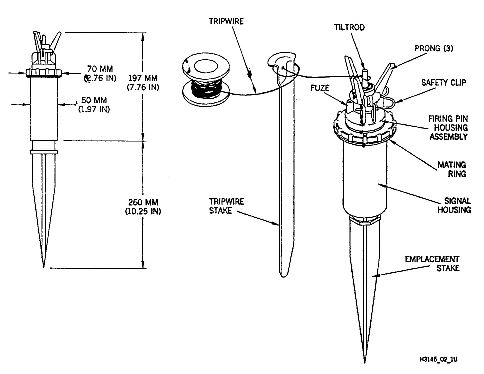 TRIPWIRE
TILTROD
PRONG (3)
70 MM
(2.76 IN)
197 MM
(7.76 IN)
FUZE
SAFETY CLIP
50 MM
(1.97 IN)
FIRING PIN
HOUSING
ASSEMBLY
MATING
RING
260 MM
(10.25 IN)
TRIPWIRE
STAKE
SIGNAL
HOUSING
EMPLACEMENT
STAKE